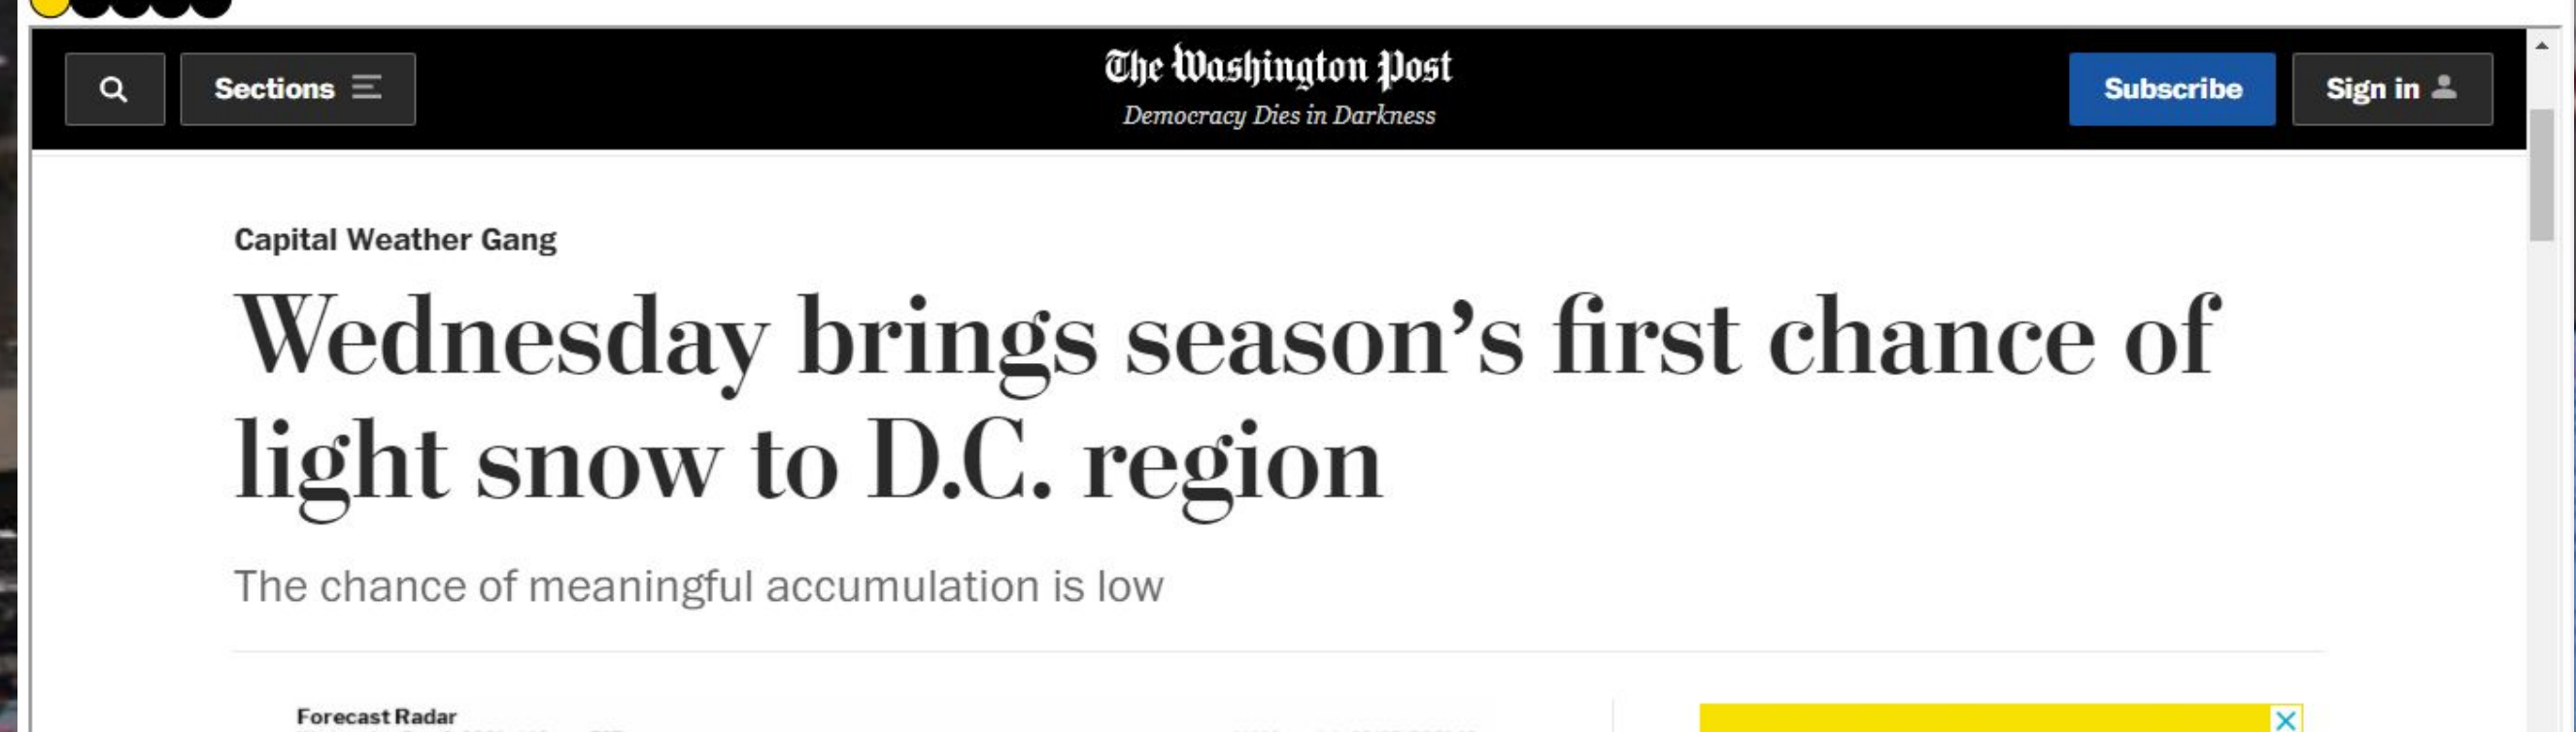 Sections
The Washington Post
Democracy Dies in Darkness
Subscribe
Sign in
Capital Weather Gang
Wednesday brings season’s first chance of
light snow to D.C. region
The chance of meaningful accumulation is low
Forecast Radar